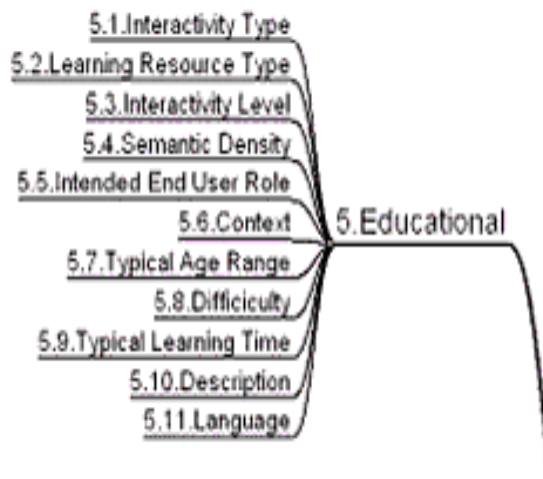 5.1.Interactivity Type
5.2.Learning Resource Type
5.3.Interactivity Level
5.4.Semantic Density
5.5.Intended End User Role
5.6.Context
5.Educational
5.7.Typical Age Range
5.8.Difficiculty
5.9.Typical Learning Time
5.10.Description
5.11.Language